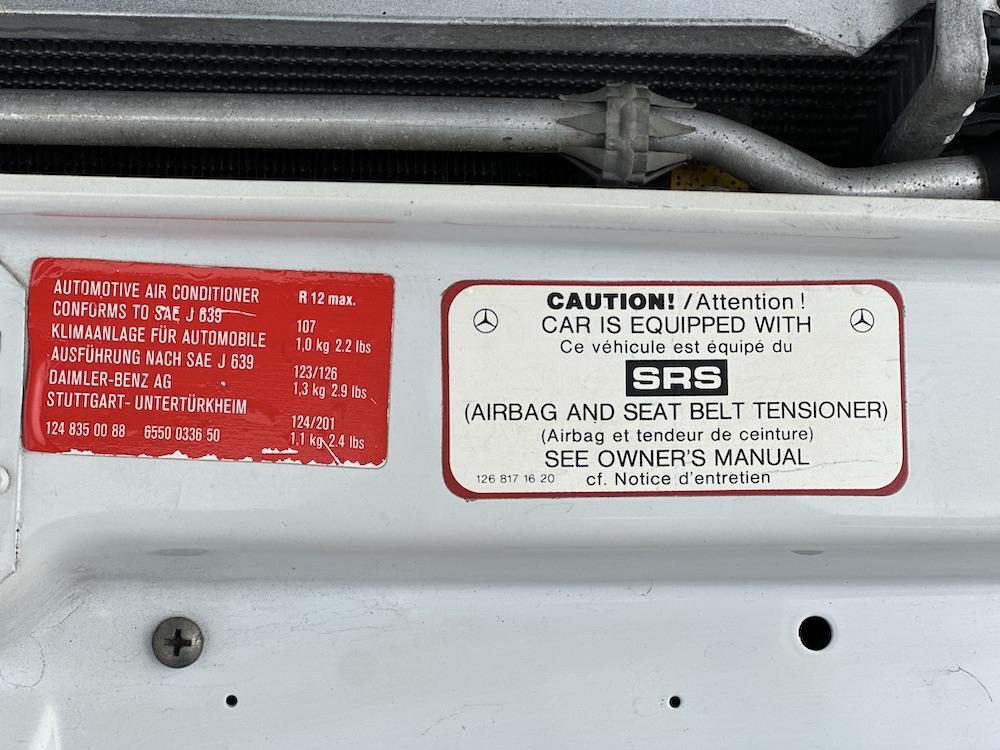 AUTOMOTIVE AIR CONDITIONER
CONFORMS TO SAE J 639
KLIMAANLAGE FÜR AUTOMOBILE
AUSFÜHRUNG NACH SAE J 639
DAIMLER-BENZ AG
STUTTGART- UNTERTÜRKHEIM
124 835 00 88 6550 0336 50
R 12 max.
107
1,0 kg 2.2 lbs
123/126
1,3 kg 2.9 lbs
124/201
1,1 kg 2.4 lbs
CAUTION! /Attention !
CAR IS EQUIPPED WITH
Ce véhicule est équipé du
SRS
(AIRBAG AND SEAT BELT TENSIONER)
(Airbag et tendeur de ceinture)
SEE OWNER'S MANUAL
126 817 16 20 cf. Notice d'entretien